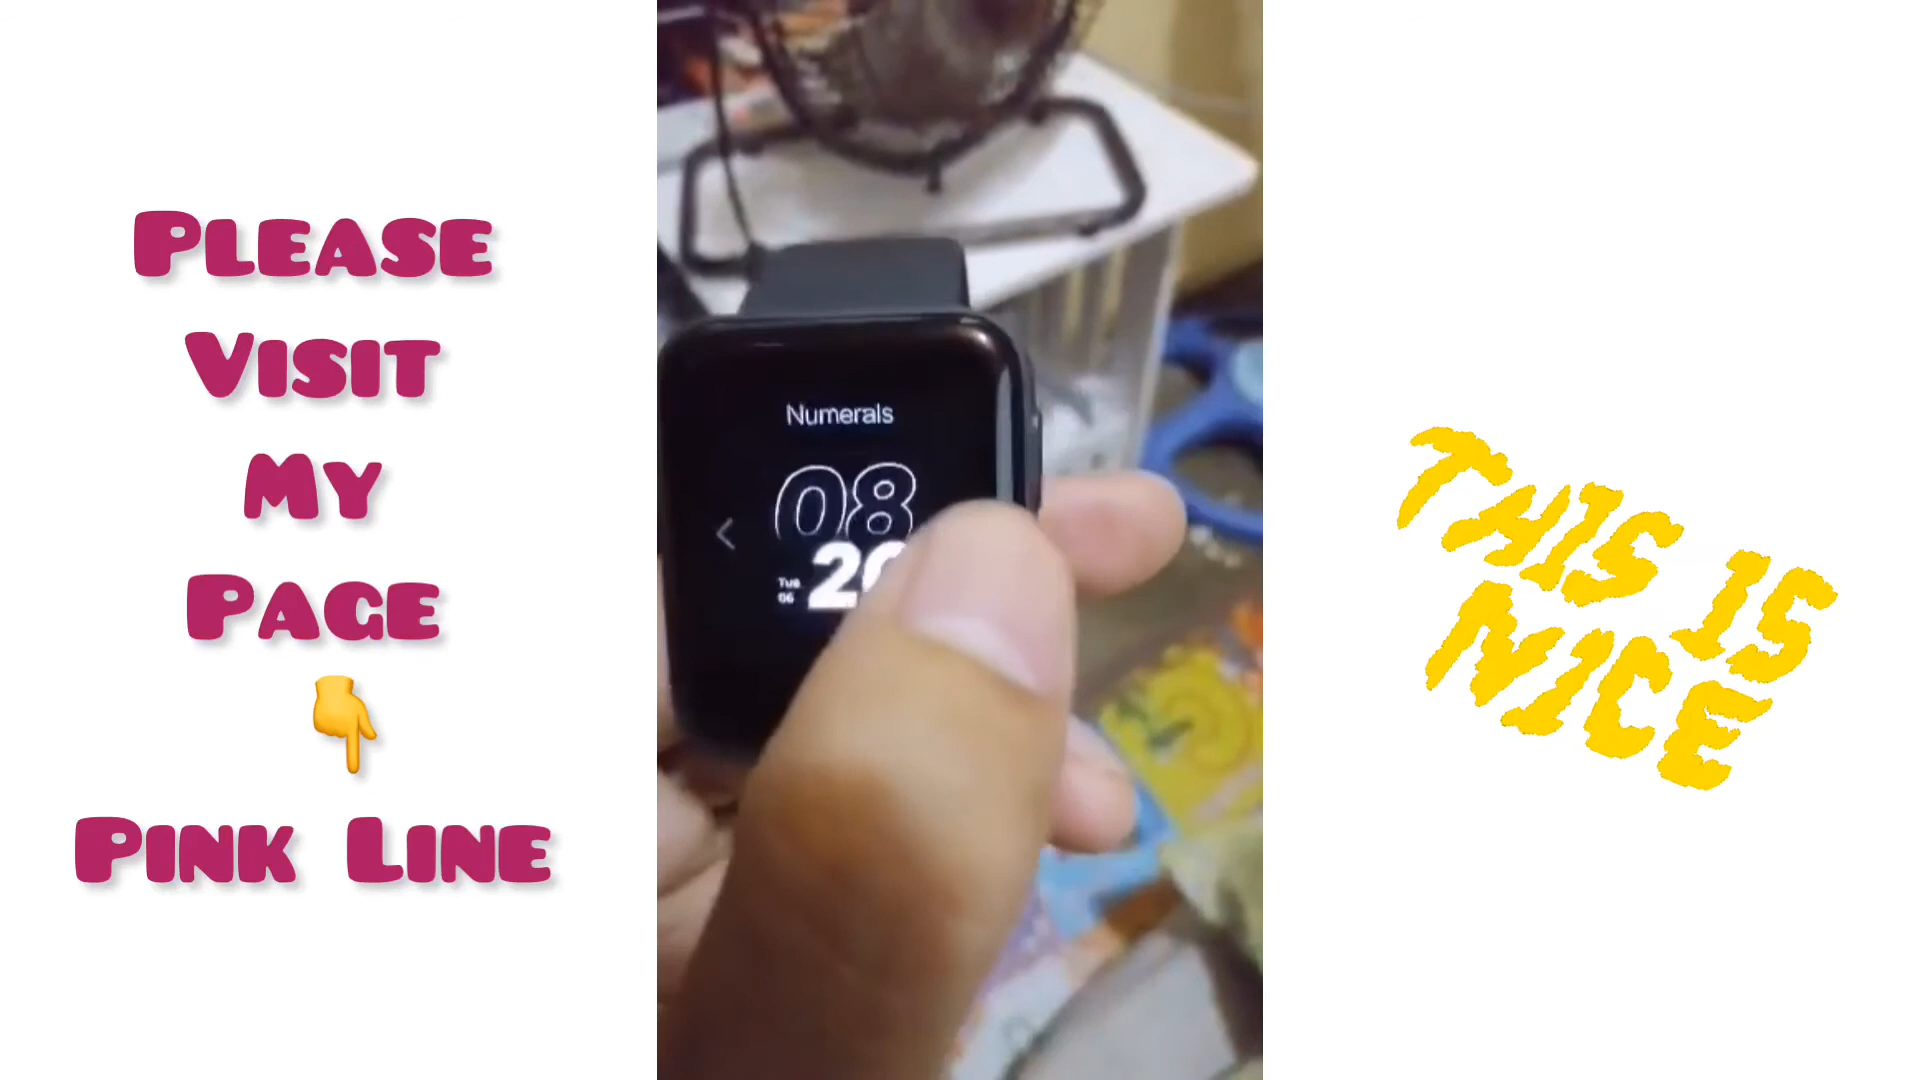 PLEASE
VISIT
MY
PAGE
👇
PINK LINE
Numerals
08
Tue
06
THIS IS
NICE